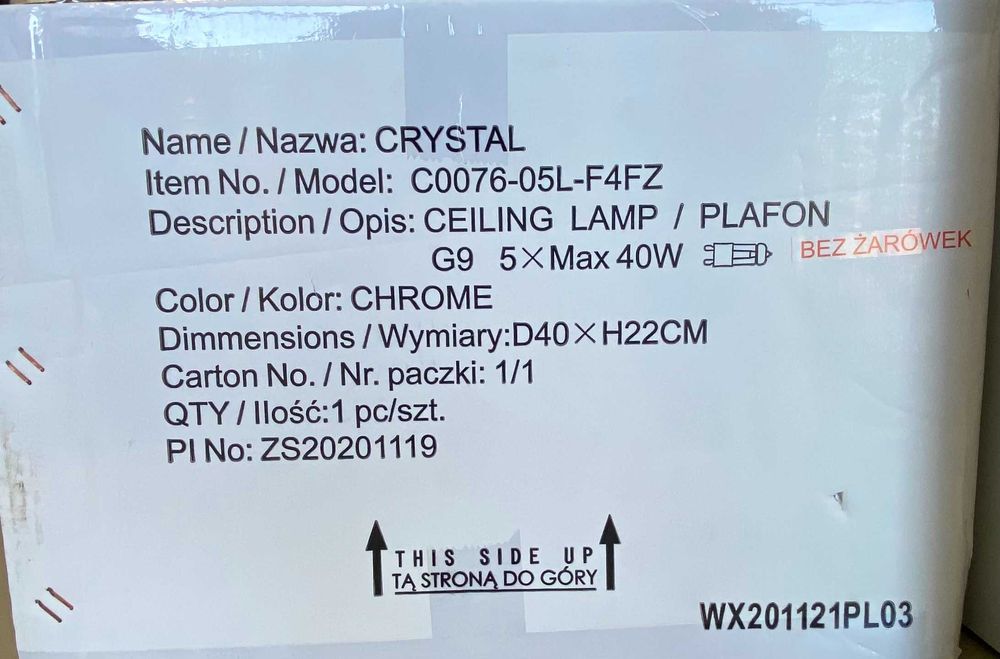 Name / Nazwa: CRYSTAL
Item No. / Model: C0076-05L-F4FZ
Description / Opis: CEILING LAMP / PLAFON
G9 5×Max 40W BEZ ŻARÓWEK
Color / Kolor: CHROME
Dimmensions / Wymiary:D40×H22CM
Carton No. / Nr. paczki: 1/1
QTY / Ilość:1 pc/szt.
PI No: ZS20201119
THIS SIDE UP
TĄ STRONĄ DO GÓRY
WX201121PL03